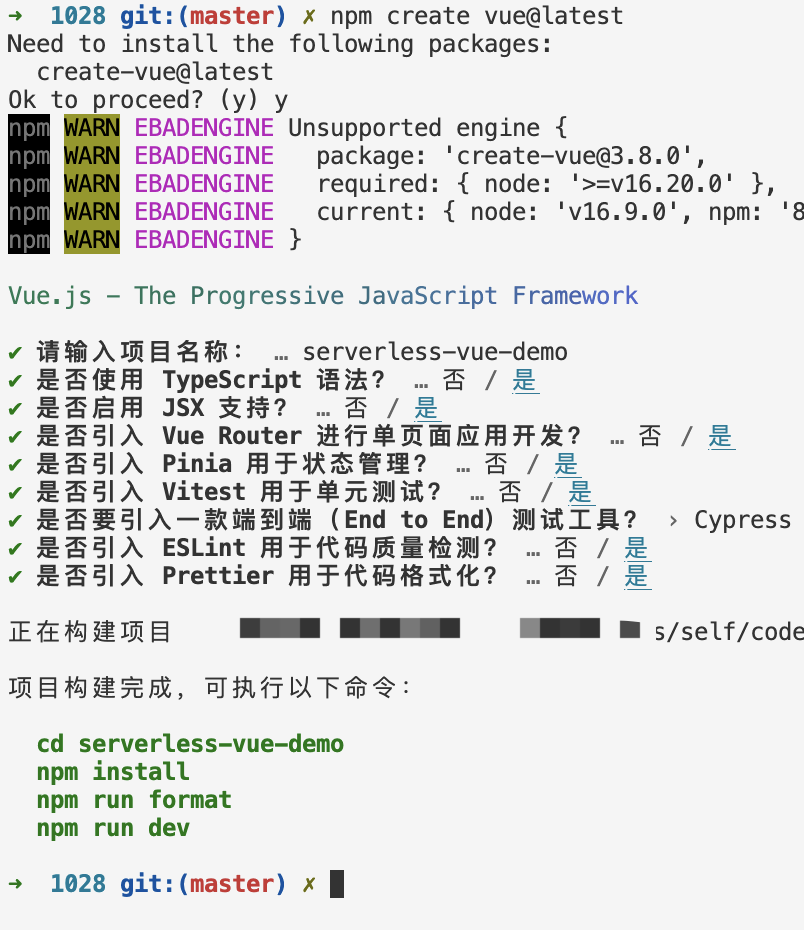 ➜  1028 git:(master) ✗ npm create vue@latest
Need to install the following packages:
  create-vue@latest
Ok to proceed? (y) y
npm WARN EBADENGINE Unsupported engine {
npm WARN EBADENGINE   package: 'create-vue@3.8.0',
npm WARN EBADENGINE   required: { node: '>=v16.20.0' },
npm WARN EBADENGINE   current: { node: 'v16.9.0', npm: '8
npm WARN EBADENGINE }
Vue.js - The Progressive JavaScript Framework
✔ 请输入项目名称： … serverless-vue-demo
✔ 是否使用 TypeScript 语法？ … 否 / 是
✔ 是否启用 JSX 支持？ … 否 / 是
✔ 是否引入 Vue Router 进行单页面应用开发？ … 否 / 是
✔ 是否引入 Pinia 用于状态管理？ … 否 / 是
✔ 是否引入 Vitest 用于单元测试？ … 否 / 是
✔ 是否要引入一款端到端（End to End）测试工具？ › Cypress
✔ 是否引入 ESLint 用于代码质量检测？ … 否 / 是
✔ 是否引入 Prettier 用于代码格式化？ … 否 / 是
正在构建项目 s/self/code
项目构建完成，可执行以下命令：
  cd serverless-vue-demo
  npm install
  npm run format
  npm run dev
➜  1028 git:(master) ✗